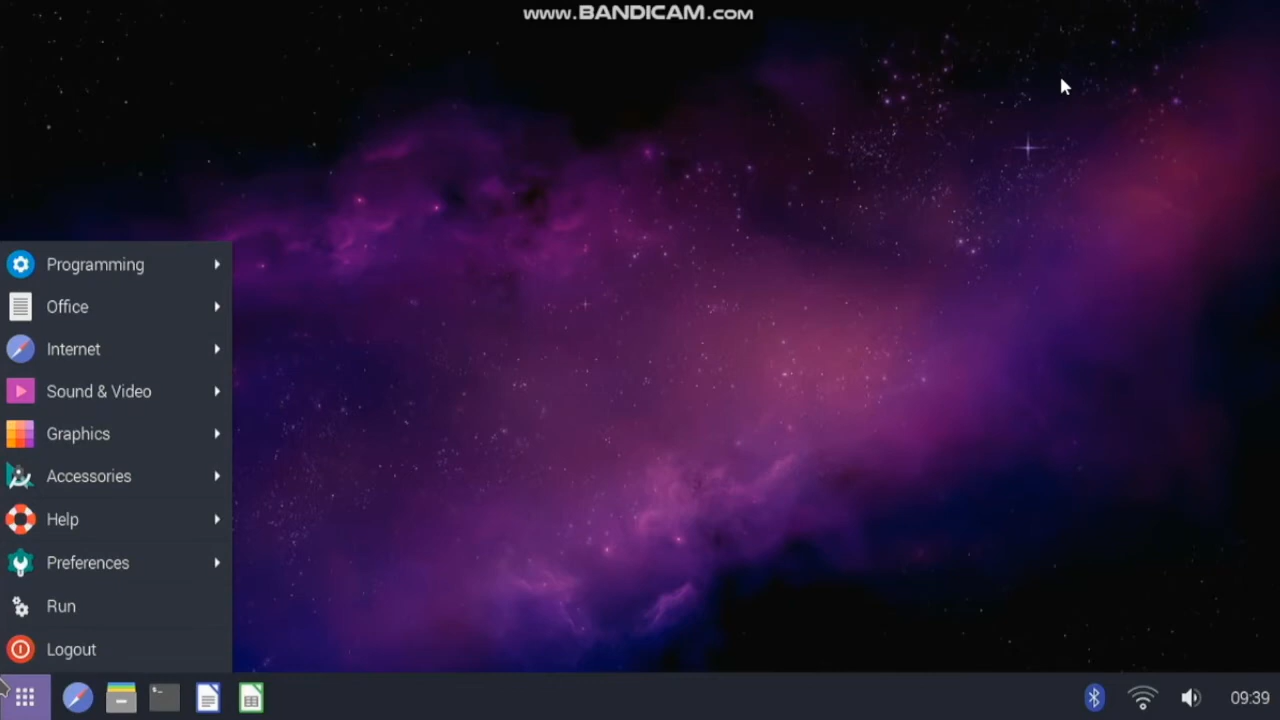 www.BANDICAM.com
Programming
Office
Internet
Sound & Video
Graphics
Accessories
Help
Preferences
Run
Logout
09:39